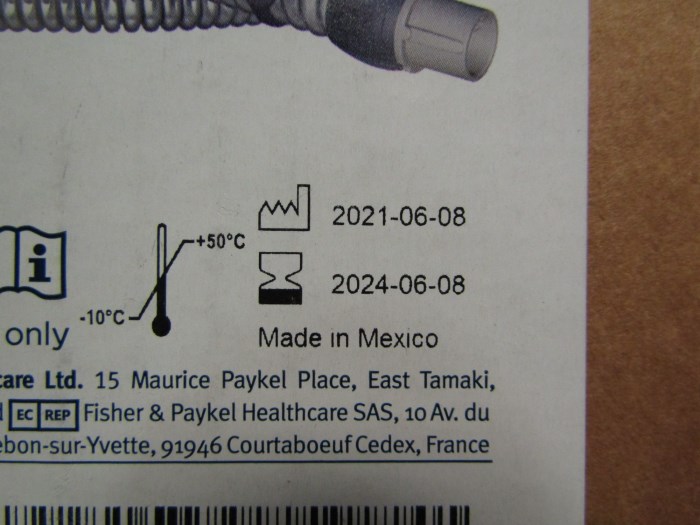 2021-06-08
+50°C
2024-06-08
-10°C
only
Made in Mexico
care Ltd. 15 Maurice Paykel Place, East Tamaki,
EC REP Fisher & Paykel Healthcare SAS, 10 Av. du
ebon-sur-Yvette, 91946 Courtaboeuf Cedex, France